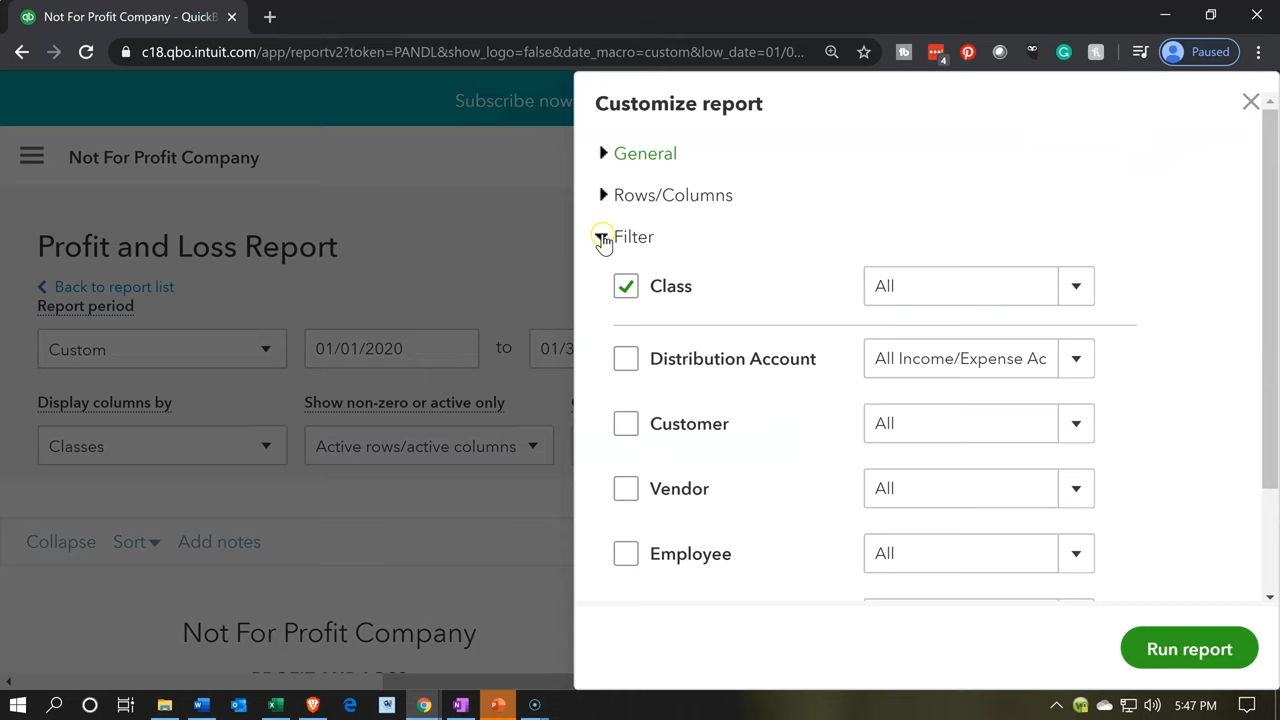 Not For Profit Company - QuickB
c18.qbo.intuit.com/app/reportv2?token=PANDL&show_logo=false&date_macro=custom&low_date=01/0...
4
Paused
Subscribe now
Customize report
Not For Profit Company
General
Rows/Columns
Filter
Profit and Loss Report
Back to report list
Report period
Class
All
Custom
01/01/2020
to
01/3
Distribution Account
All Income/Expense Ac
Display columns by
Show non-zero or active only
Customer
All
Classes
Active rows/active columns
Vendor
All
Collapse
Sort
Add notes
Employee
All
Not For Profit Company
Run report
5:47 PM